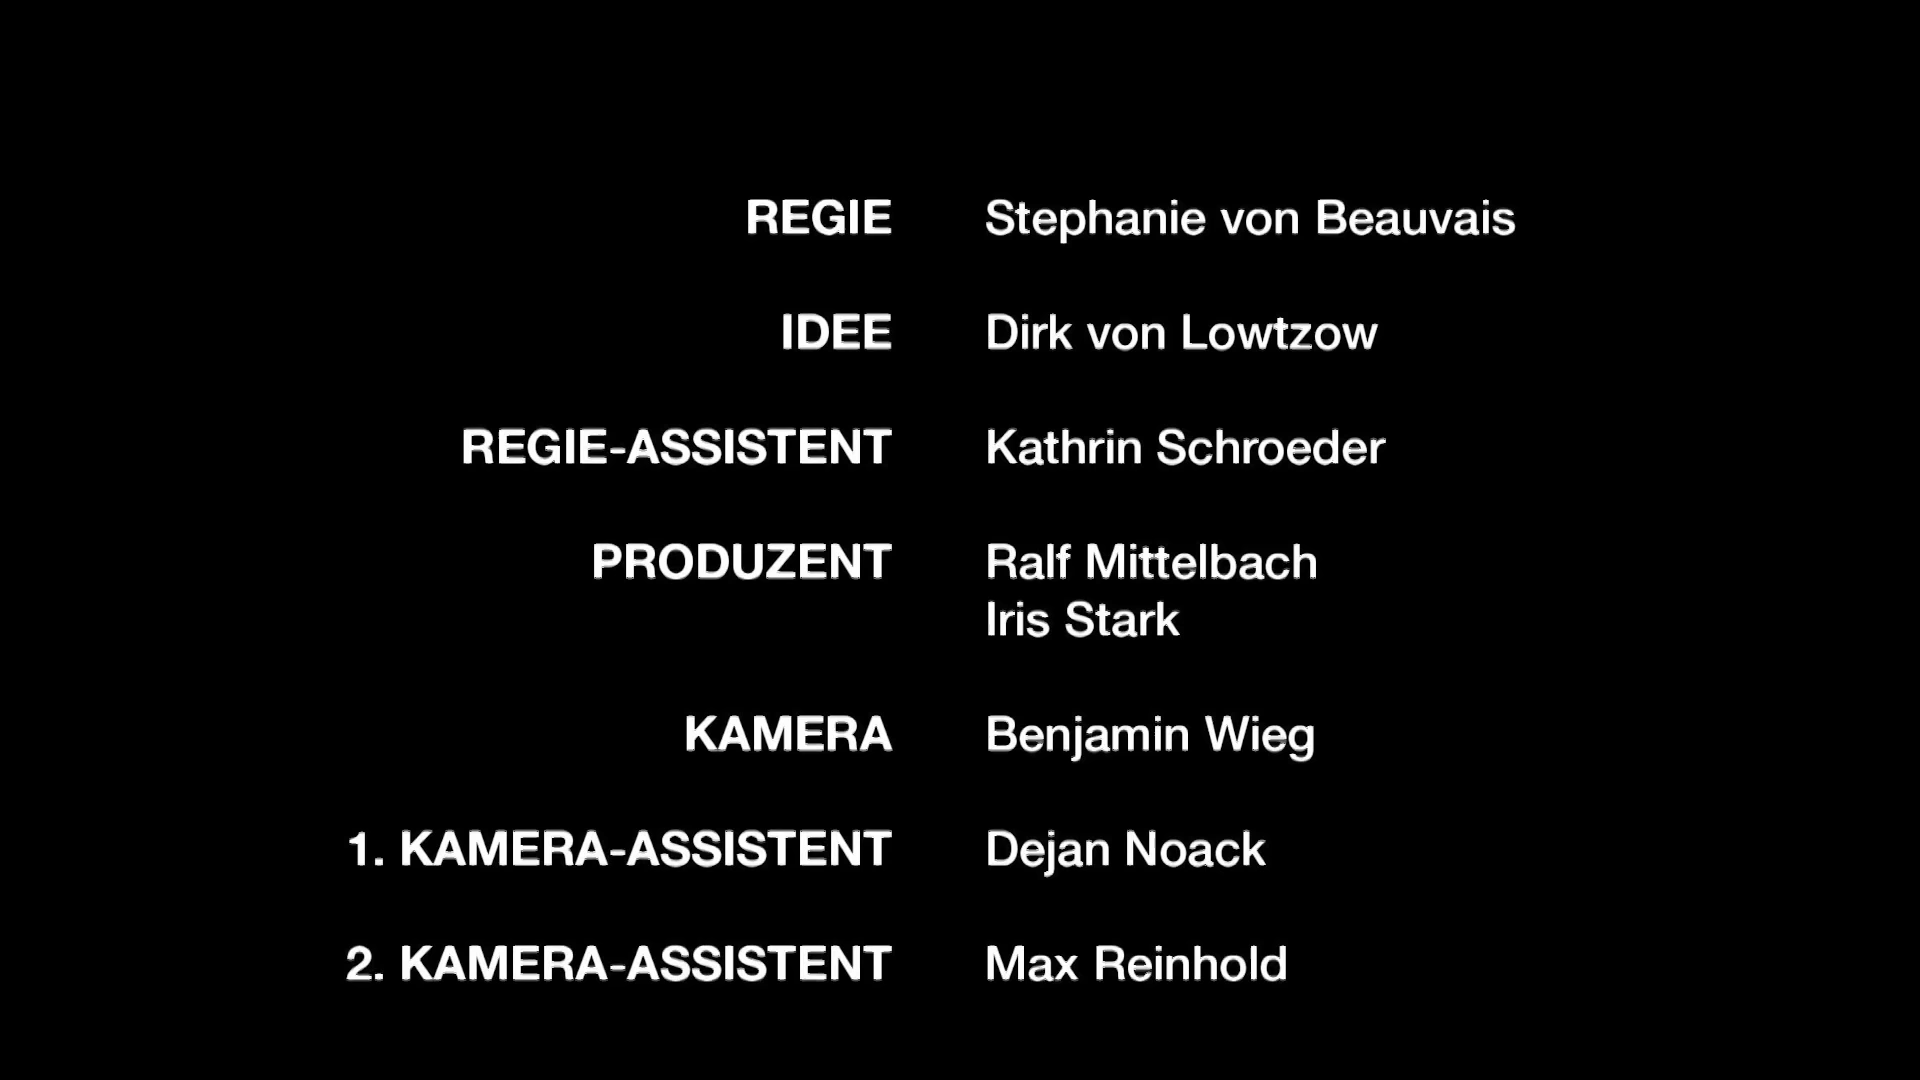 REGIE Stephanie von Beauvais
IDEE Dirk von Lowtzow
REGIE-ASSISTENT Kathrin Schroeder
PRODUZENT Ralf Mittelbach
Iris Stark
KAMERA Benjamin Wieg
1. KAMERA-ASSISTENT Dejan Noack
2. KAMERA-ASSISTENT Max Reinhold